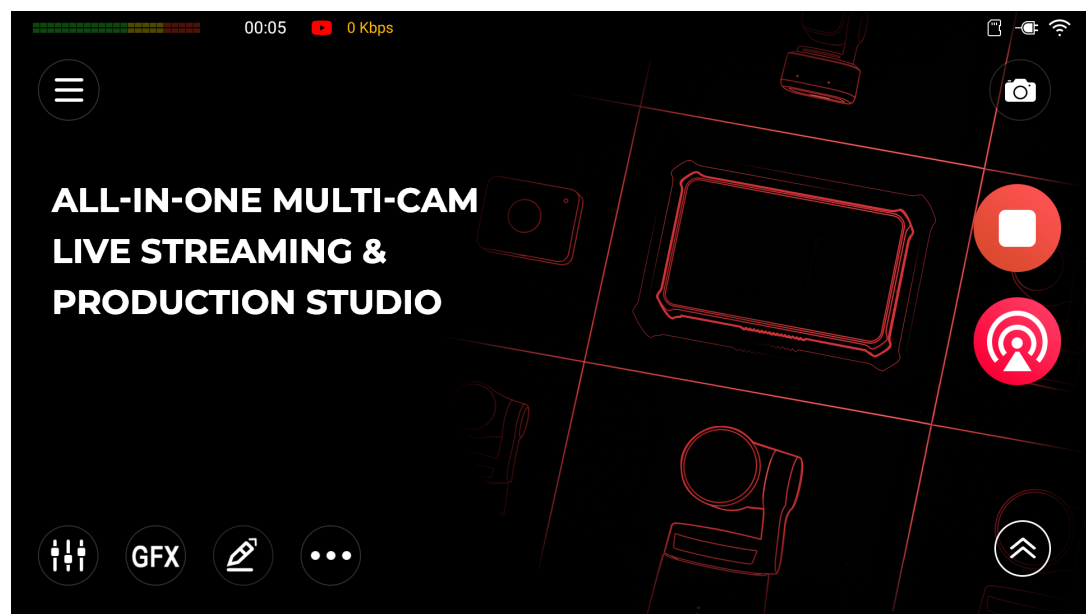 00:05 0 Kbps
ALL-IN-ONE MULTI-CAM
LIVE STREAMING &
PRODUCTION STUDIO
GFX